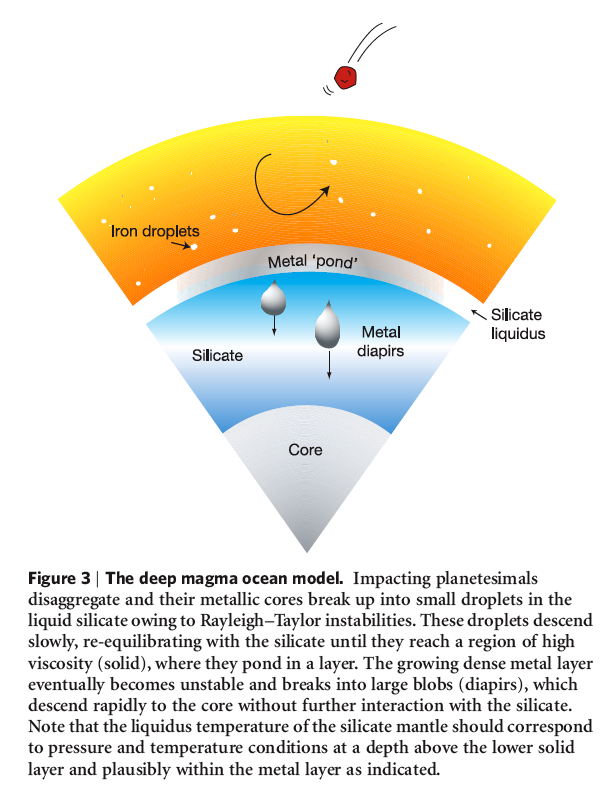 Iron droplets
Metal 'pond'
Silicate
liquidus
Metal
diapirs
Silicate
Core
Figure 3 | The deep magma ocean model. Impacting planetesimals
disaggregate and their metallic cores break up into small droplets in the
liquid silicate owing to Rayleigh–Taylor instabilities. These droplets descend
slowly, re-equilibrating with the silicate until they reach a region of high
viscosity (solid), where they pond in a layer. The growing dense metal layer
eventually becomes unstable and breaks into large blobs (diapirs), which
descend rapidly to the core without further interaction with the silicate.
Note that the liquidus temperature of the silicate mantle should correspond
to pressure and temperature conditions at a depth above the lower solid
layer and plausibly within the metal layer as indicated.